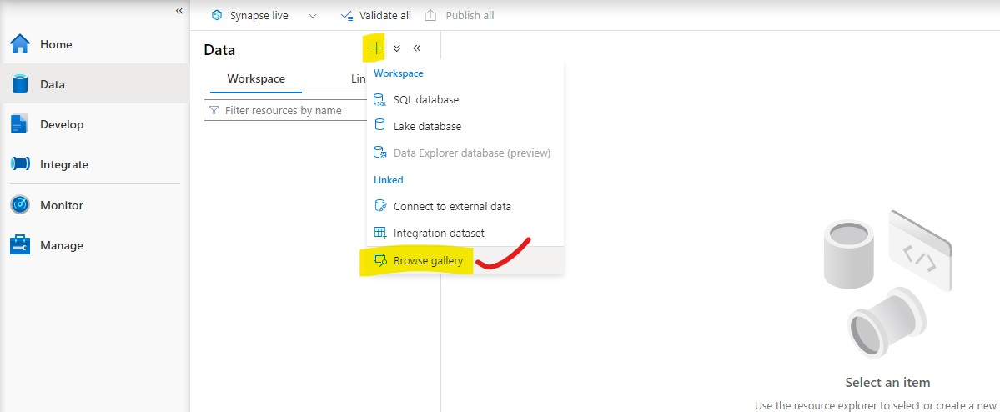 «
Synapse live
Validate all
Publish all
Home
Data
Develop
Integrate
Monitor
Manage
Data
+
«
Workspace
Lin
Filter resources by name
Workspace
SQL database
Lake database
Data Explorer database (preview)
Linked
Connect to external data
Integration dataset
Browse gallery
</>
Select an item
Use the resource explorer to select or create a new